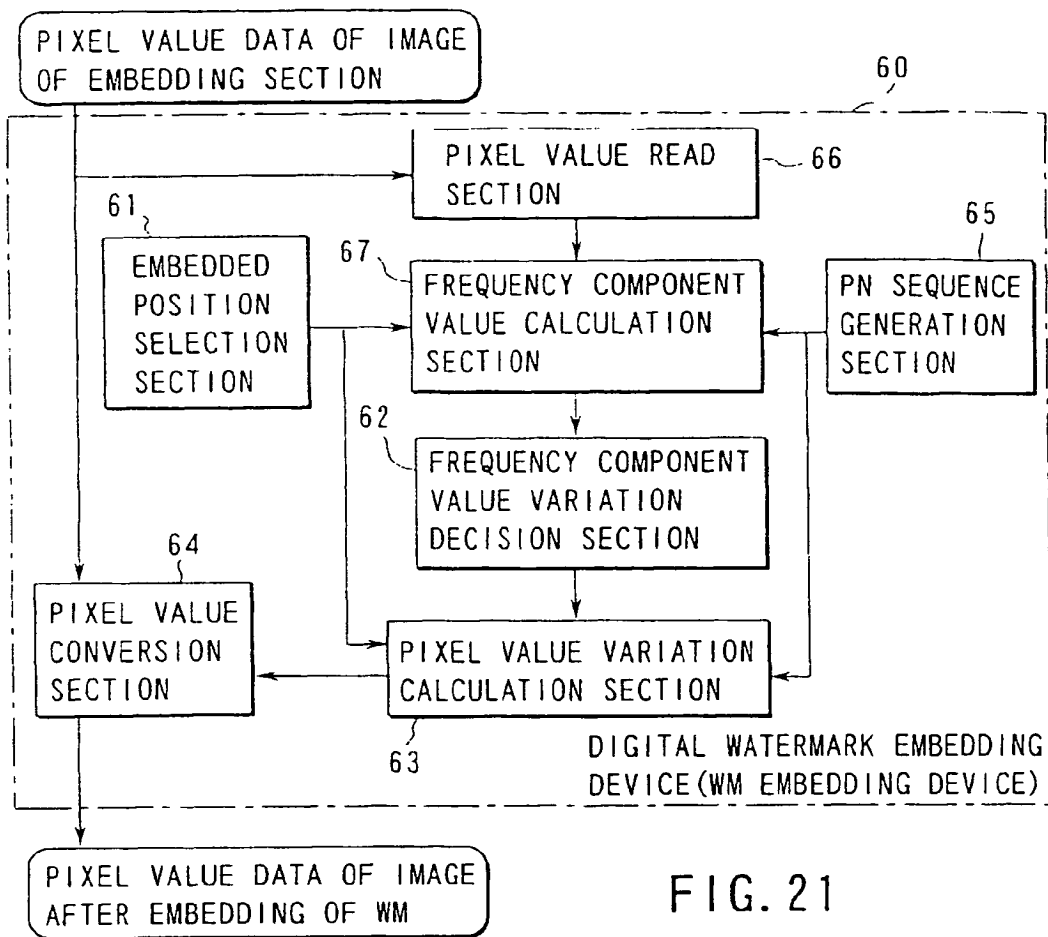 PIXEL VALUE DATA OF IMAGE
OF EMBEDDING SECTION
60
PIXEL VALUE READ
SECTION
66
61
EMBEDDED
POSITION
SELECTION
SECTION
67
FREQUENCY COMPONENT
VALUE CALCULATION
SECTION
65
PN SEQUENCE
GENERATION
SECTION
62
FREQUENCY COMPONENT
VALUE VARIATION
DECISION SECTION
64
PIXEL VALUE
CONVERSION
SECTION
PIXEL VALUE VARIATION
CALCULATION SECTION
63
DIGITAL WATERMARK EMBEDDING
DEVICE(WM EMBEDDING DEVICE)
PIXEL VALUE DATA OF IMAGE
AFTER EMBEDDING OF WM
FIG. 21